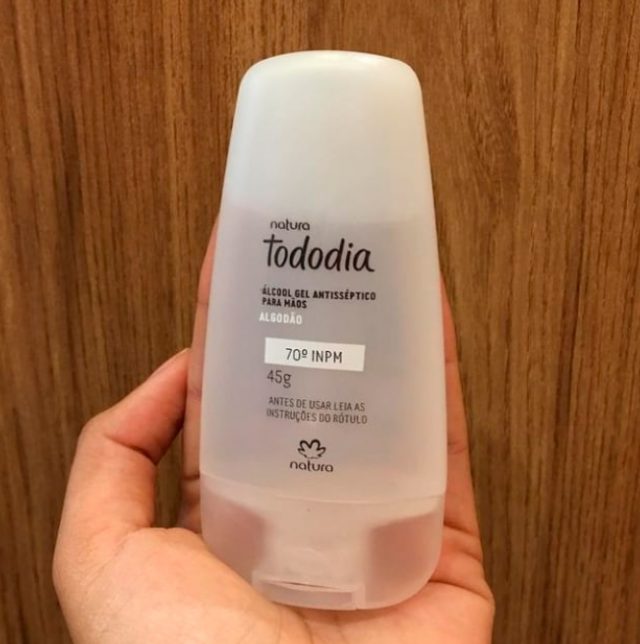 natura
tododia
ÁLCOOL GEL ANTISSÉPTICO
PARA MÃOS
ALGODÃO
70º INPM
45g
ANTES DE USAR LEIA AS
INSTRUÇÕES DO RÓTULO
natura